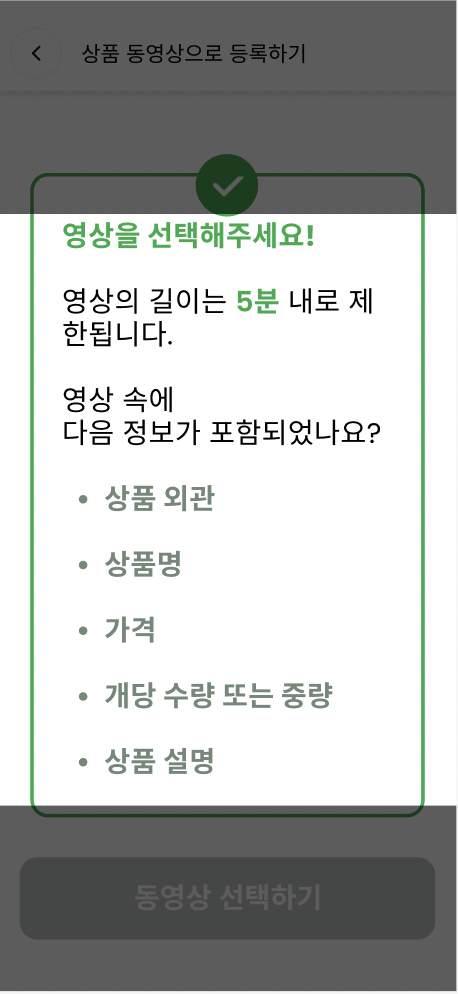 상품 동영상으로 등록하기
영상을 선택해주세요!
영상의 길이는 5분 내로 제
한됩니다.
영상 속에
다음 정보가 포함되었나요?
• 상품 외관
• 상품명
• 가격
• 개당 수량 또는 중량
• 상품 설명
동영상 선택하기